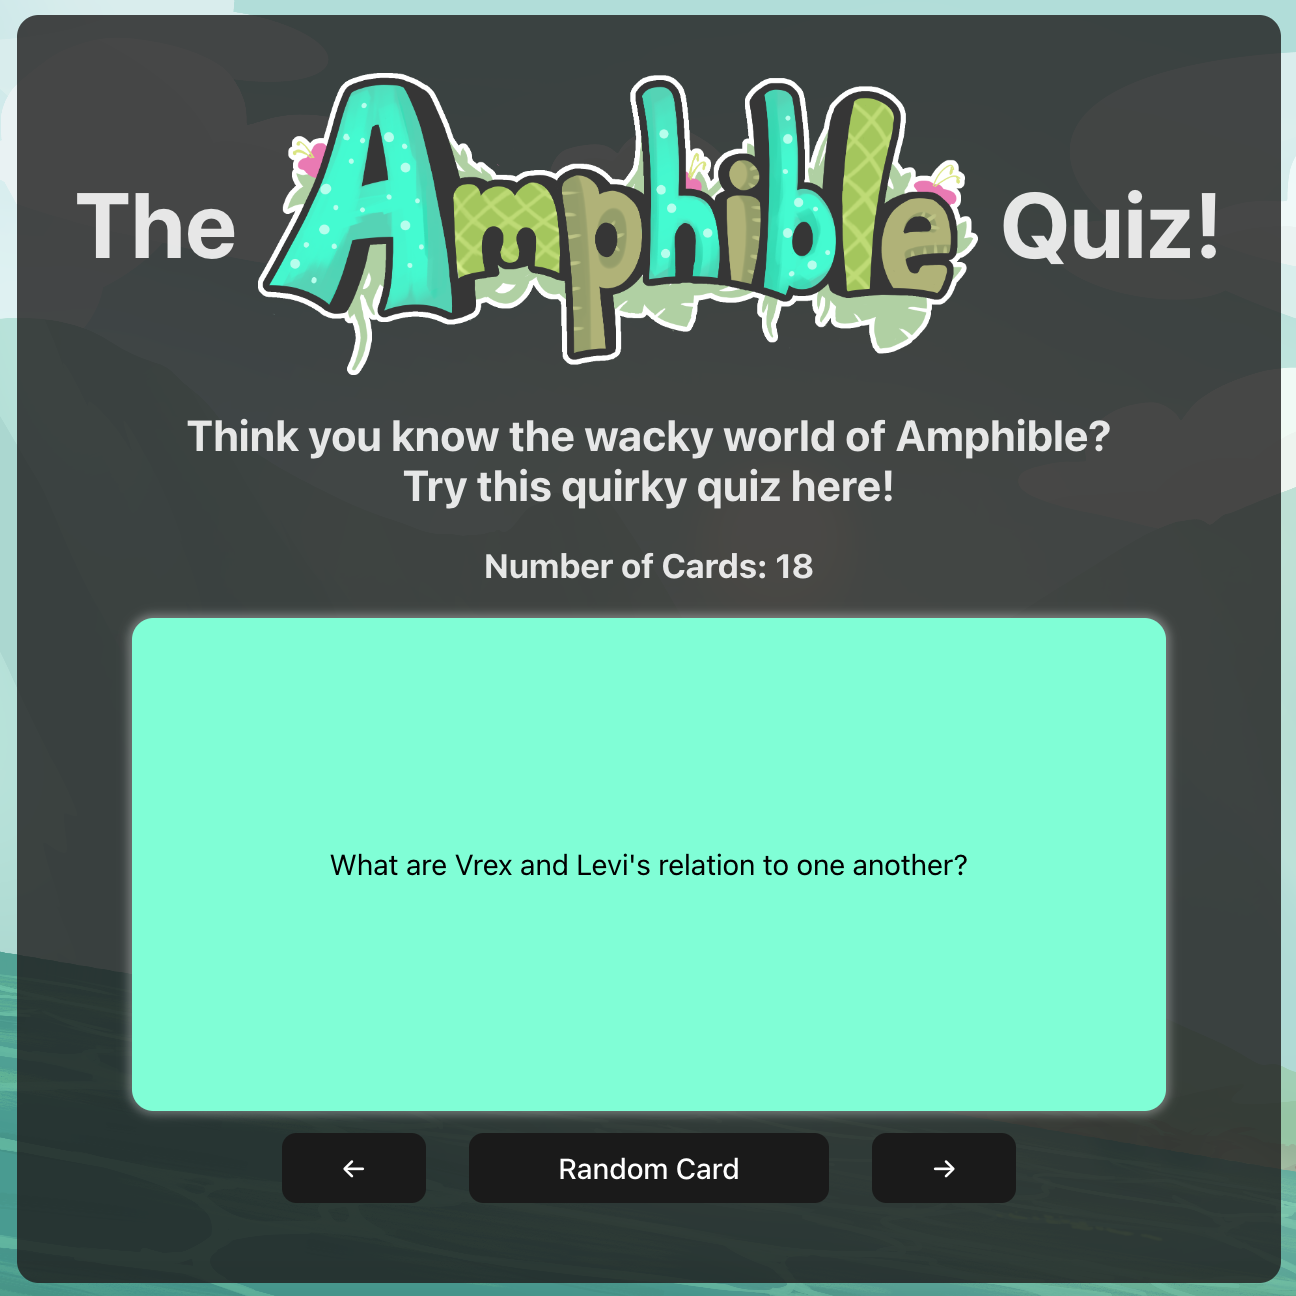 The Amphible Quiz!
Think you know the wacky world of Amphible?
Try this quirky quiz here!
Number of Cards: 18
What are Vrex and Levi's relation to one another?
← Random Card →